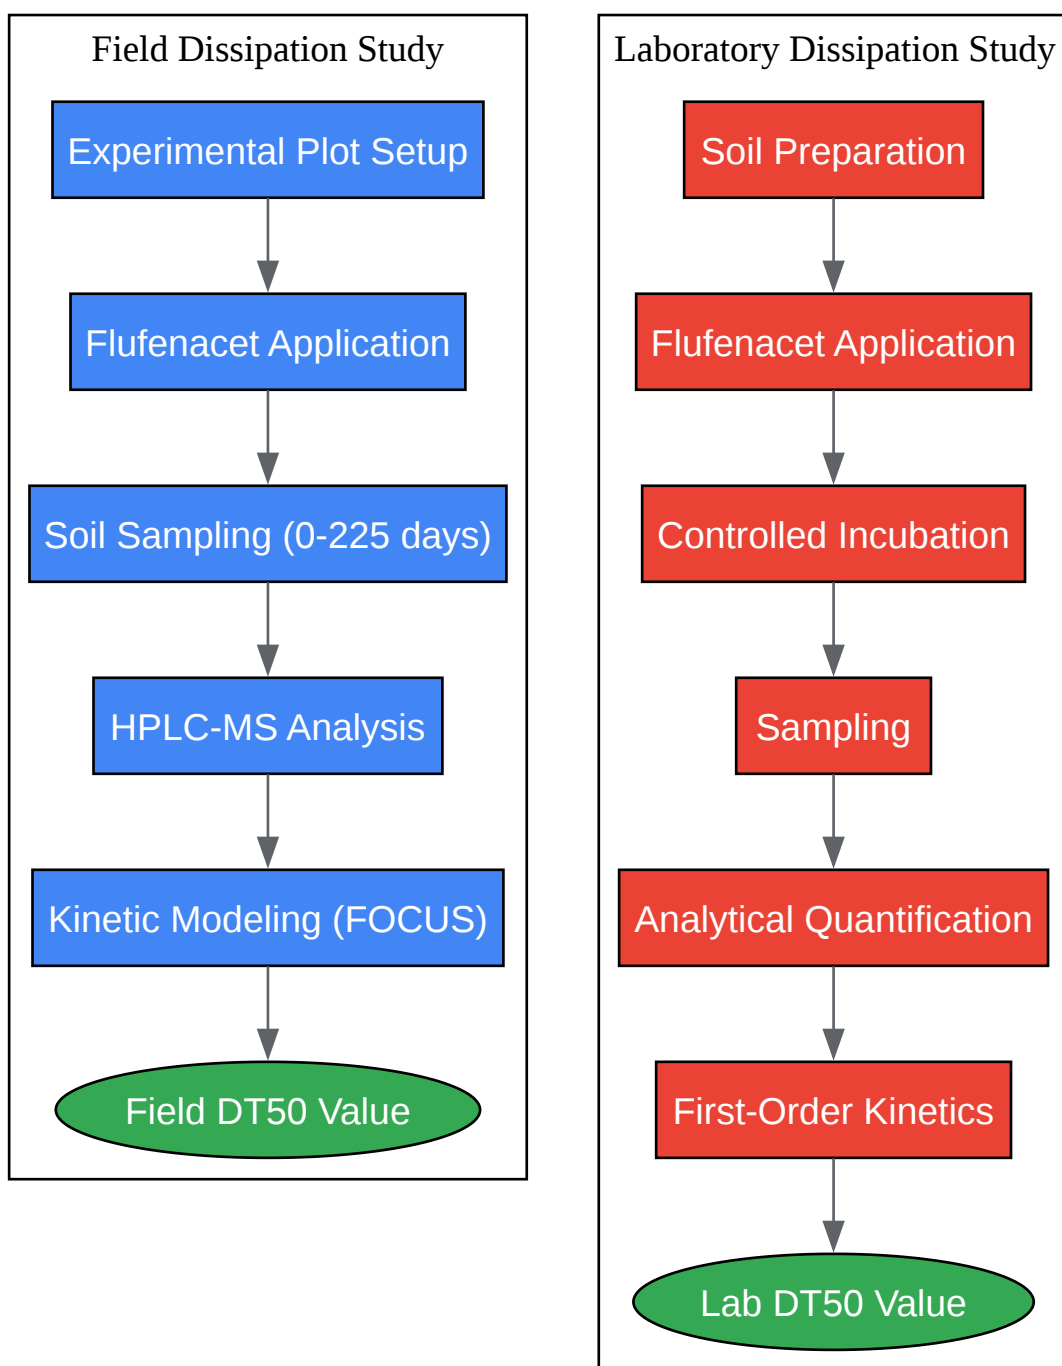 Field Dissipation Study
Experimental Plot Setup
Flufenacet Application
Soil Sampling (0-225 days)
HPLC-MS Analysis
Kinetic Modeling (FOCUS)
Field DT50 Value
Laboratory Dissipation Study
Soil Preparation
Flufenacet Application
Controlled Incubation
Sampling
Analytical Quantification
First-Order Kinetics
Lab DT50 Value